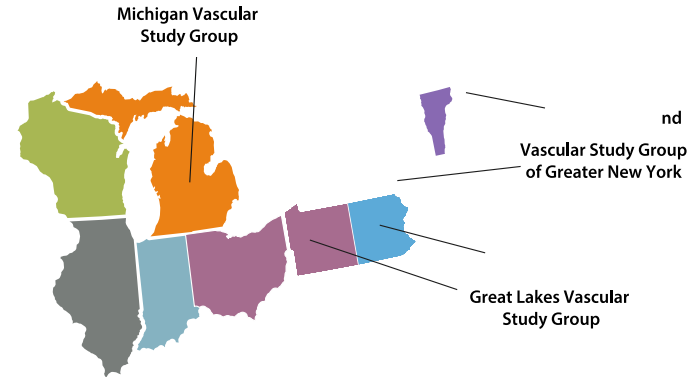 Michigan Vascular
Study Group
nd
Vascular Study Group
of Greater New York
Great Lakes Vascular
Study Group